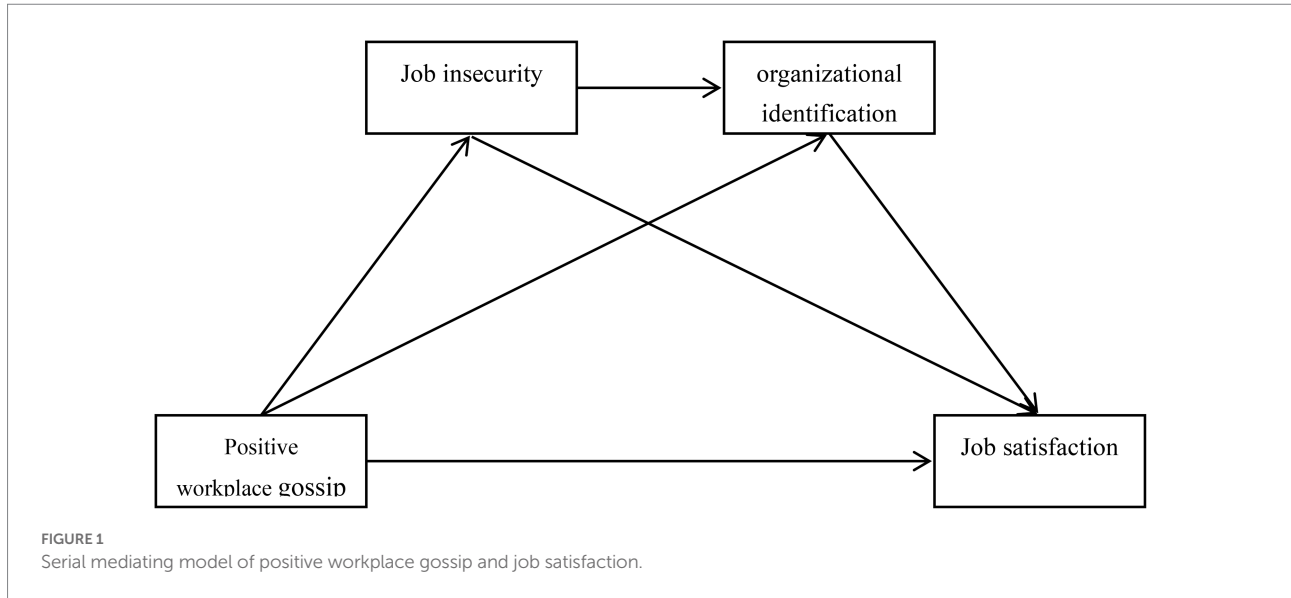 Job insecurity
organizational
identification
Positive
workplace gossip
Job satisfaction
FIGURE 1
Serial mediating model of positive workplace gossip and job satisfaction.